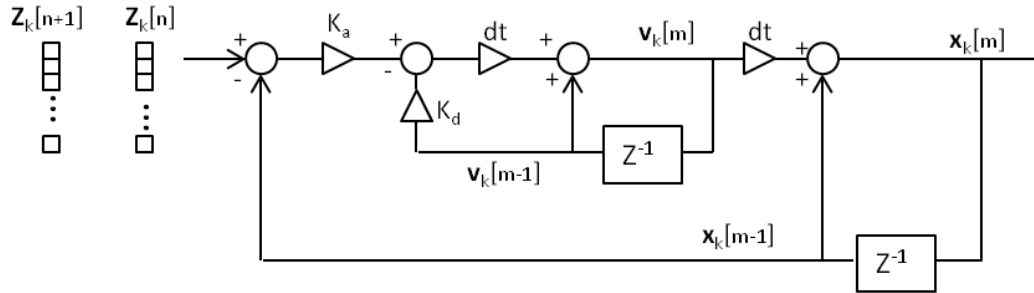 Z_k[n+1] Z_k[n]
+ - K_a + - K_d dt + + v_k[m] dt + + x_k[m]
Z^-1
v_k[m-1]
x_k[m-1]
Z^-1